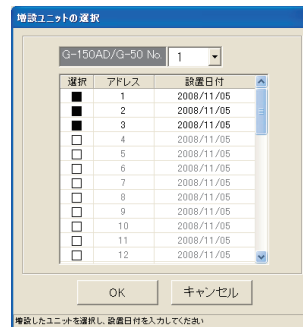 増設ユニットの選択
G-150AD/G-50 No. 1
選択 アドレス 設置日付
1 2008/11/05
2 2008/11/05
3 2008/11/05
4 2008/11/05
5 2008/11/05
6 2008/11/05
7 2008/11/05
8 2008/11/05
9 2008/11/05
10 2008/11/05
11 2008/11/05
12 2008/11/05
OK キャンセル
増設したユニットを選択し、設置日付を入力してください